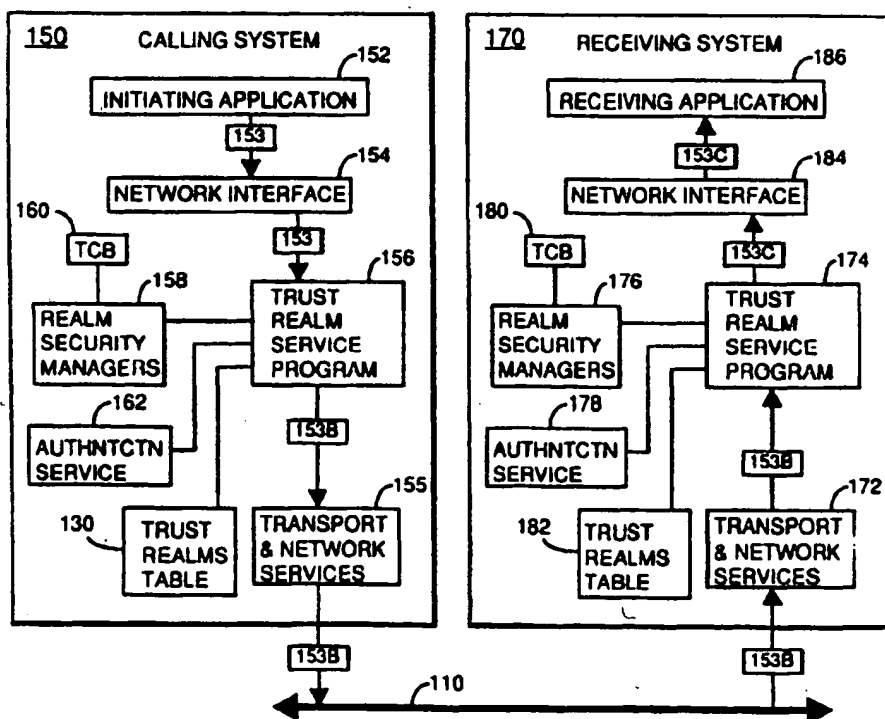 150 CALLING SYSTEM
152
INITIATING APPLICATION
153
154
NETWORK INTERFACE
160
153
TCB
158
156
REALM
SECURITY
MANAGERS
TRUST
REALM
SERVICE
PROGRAM
162
AUTHNTCTN
SERVICE
153B
155
130
TRUST
REALMS
TABLE
TRANSPORT
& NETWORK
SERVICES
153B
110
170 RECEIVING SYSTEM
186
RECEIVING APPLICATION
153C
184
NETWORK INTERFACE
180
153C
TCB
176
174
REALM
SECURITY
MANAGERS
TRUST
REALM
SERVICE
PROGRAM
178
AUTHNTCTN
SERVICE
153B
172
182
TRUST
REALMS
TABLE
TRANSPORT
& NETWORK
SERVICES
153B